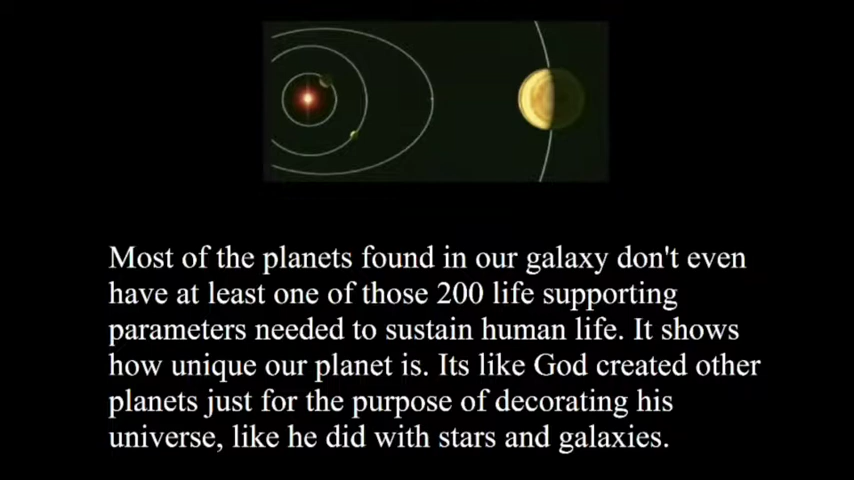 Most of the planets found in our galaxy don't even
have at least one of those 200 life supporting
parameters needed to sustain human life. It shows
how unique our planet is. Its like God created other
planets just for the purpose of decorating his
universe, like he did with stars and galaxies.